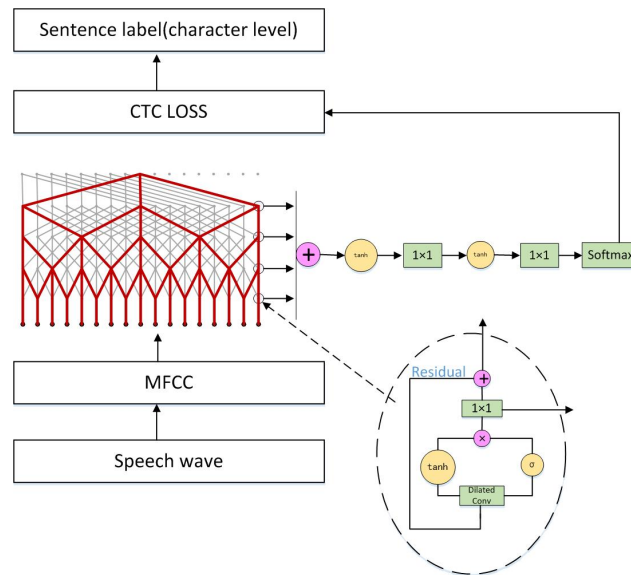 Sentence label(character level)
CTC LOSS
+
tanh
1×1
tanh
1×1
Softmax
MFCC
Speech wave
Residual
+
1×1
×
tanh
σ
Dilated
Conv